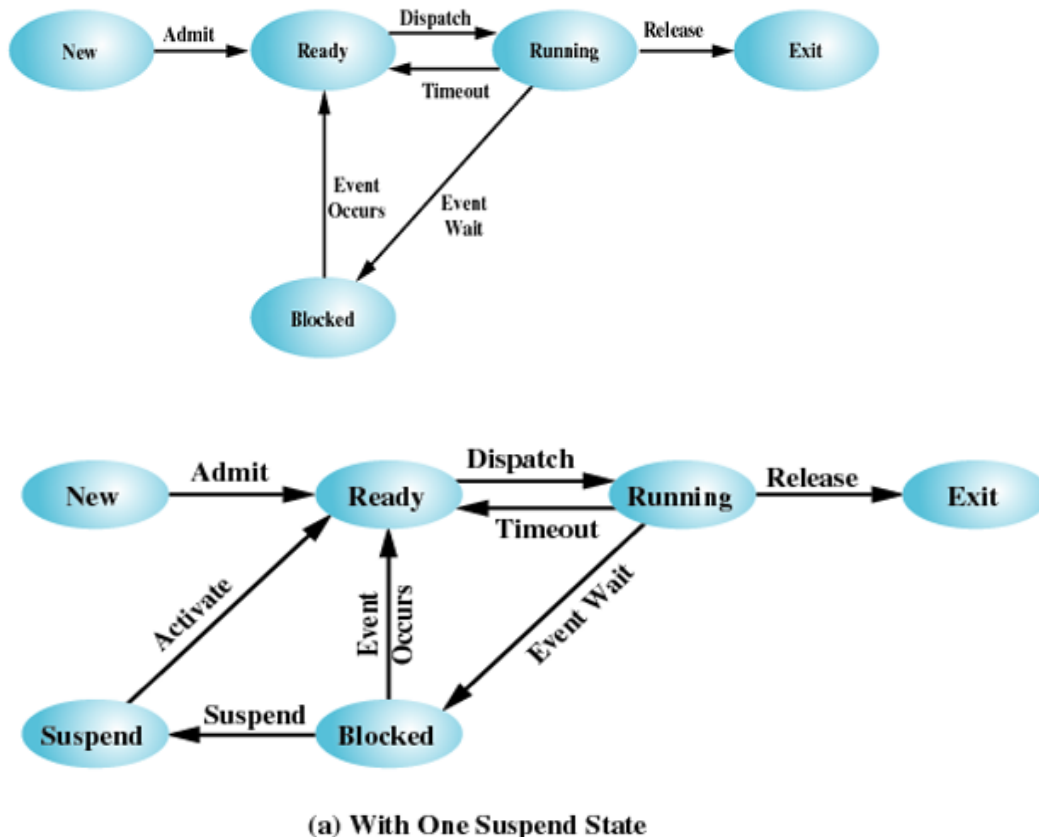 Dispatch
Admit
Release
New
Ready
Running
Exit
Timeout
Event
Occurs
Event
Wait
Blocked
Admit
Dispatch
Release
New
Ready
Running
Exit
Timeout
Activate
Event
Occurs
Event Wait
Suspend
Suspend
Blocked
(a) With One Suspend State